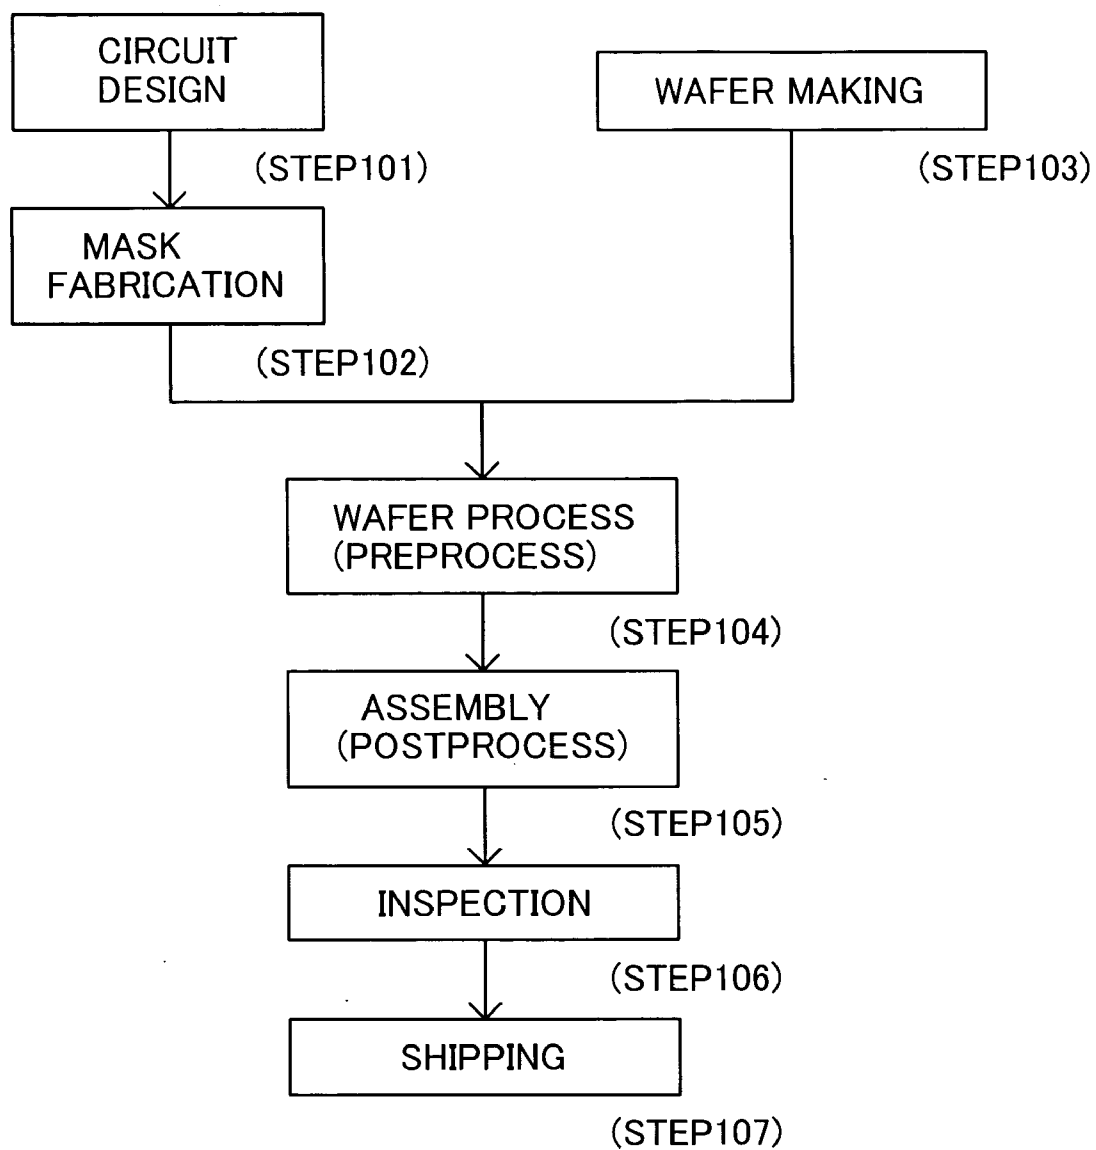 CIRCUIT
DESIGN
(STEP101)
WAFER MAKING
(STEP103)
MASK
FABRICATION
(STEP102)
WAFER PROCESS
(PREPROCESS)
(STEP104)
ASSEMBLY
(POSTPROCESS)
(STEP105)
INSPECTION
(STEP106)
SHIPPING
(STEP107)